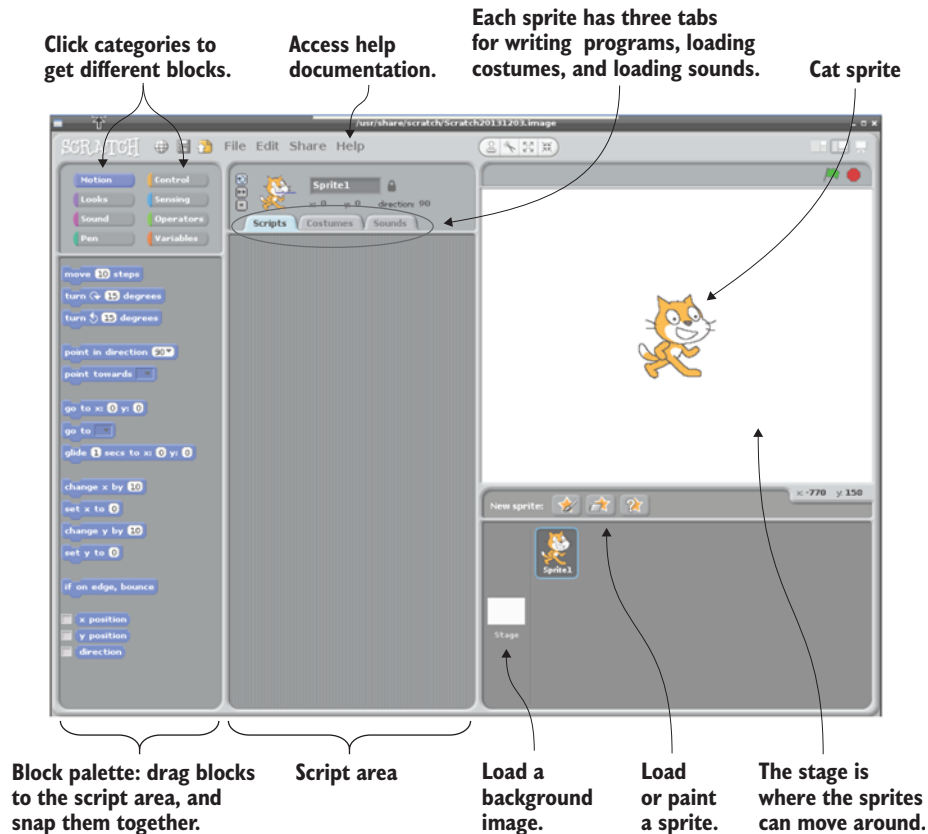 Each sprite has three tabs
for writing programs, loading
costumes, and loading sounds.
Click categories to
get different blocks.
Access help
documentation.
Cat sprite
/usr/share/scratch/Scratch20131203.image
SCRATCH File Edit Share Help
Motion Control
Looks Sensing
Sound Operators
Pen Variables
Sprite1
x: 0 y: 0 direction: 90
Scripts Costumes Sounds
move 10 steps
turn 15 degrees
turn 15 degrees
point in direction 90
point towards
go to x: 0 y: 0
go to
glide 1 secs to x: 0 y: 0
change x by 10
set x to 0
change y by 10
set y to 0
if on edge, bounce
x position
y position
direction
x: -770 y: 150
New sprite:
Sprite1
Stage
Block palette: drag blocks
to the script area, and
snap them together.
Script area
Load a
background
image.
Load
or paint
a sprite.
The stage is
where the sprites
can move around.